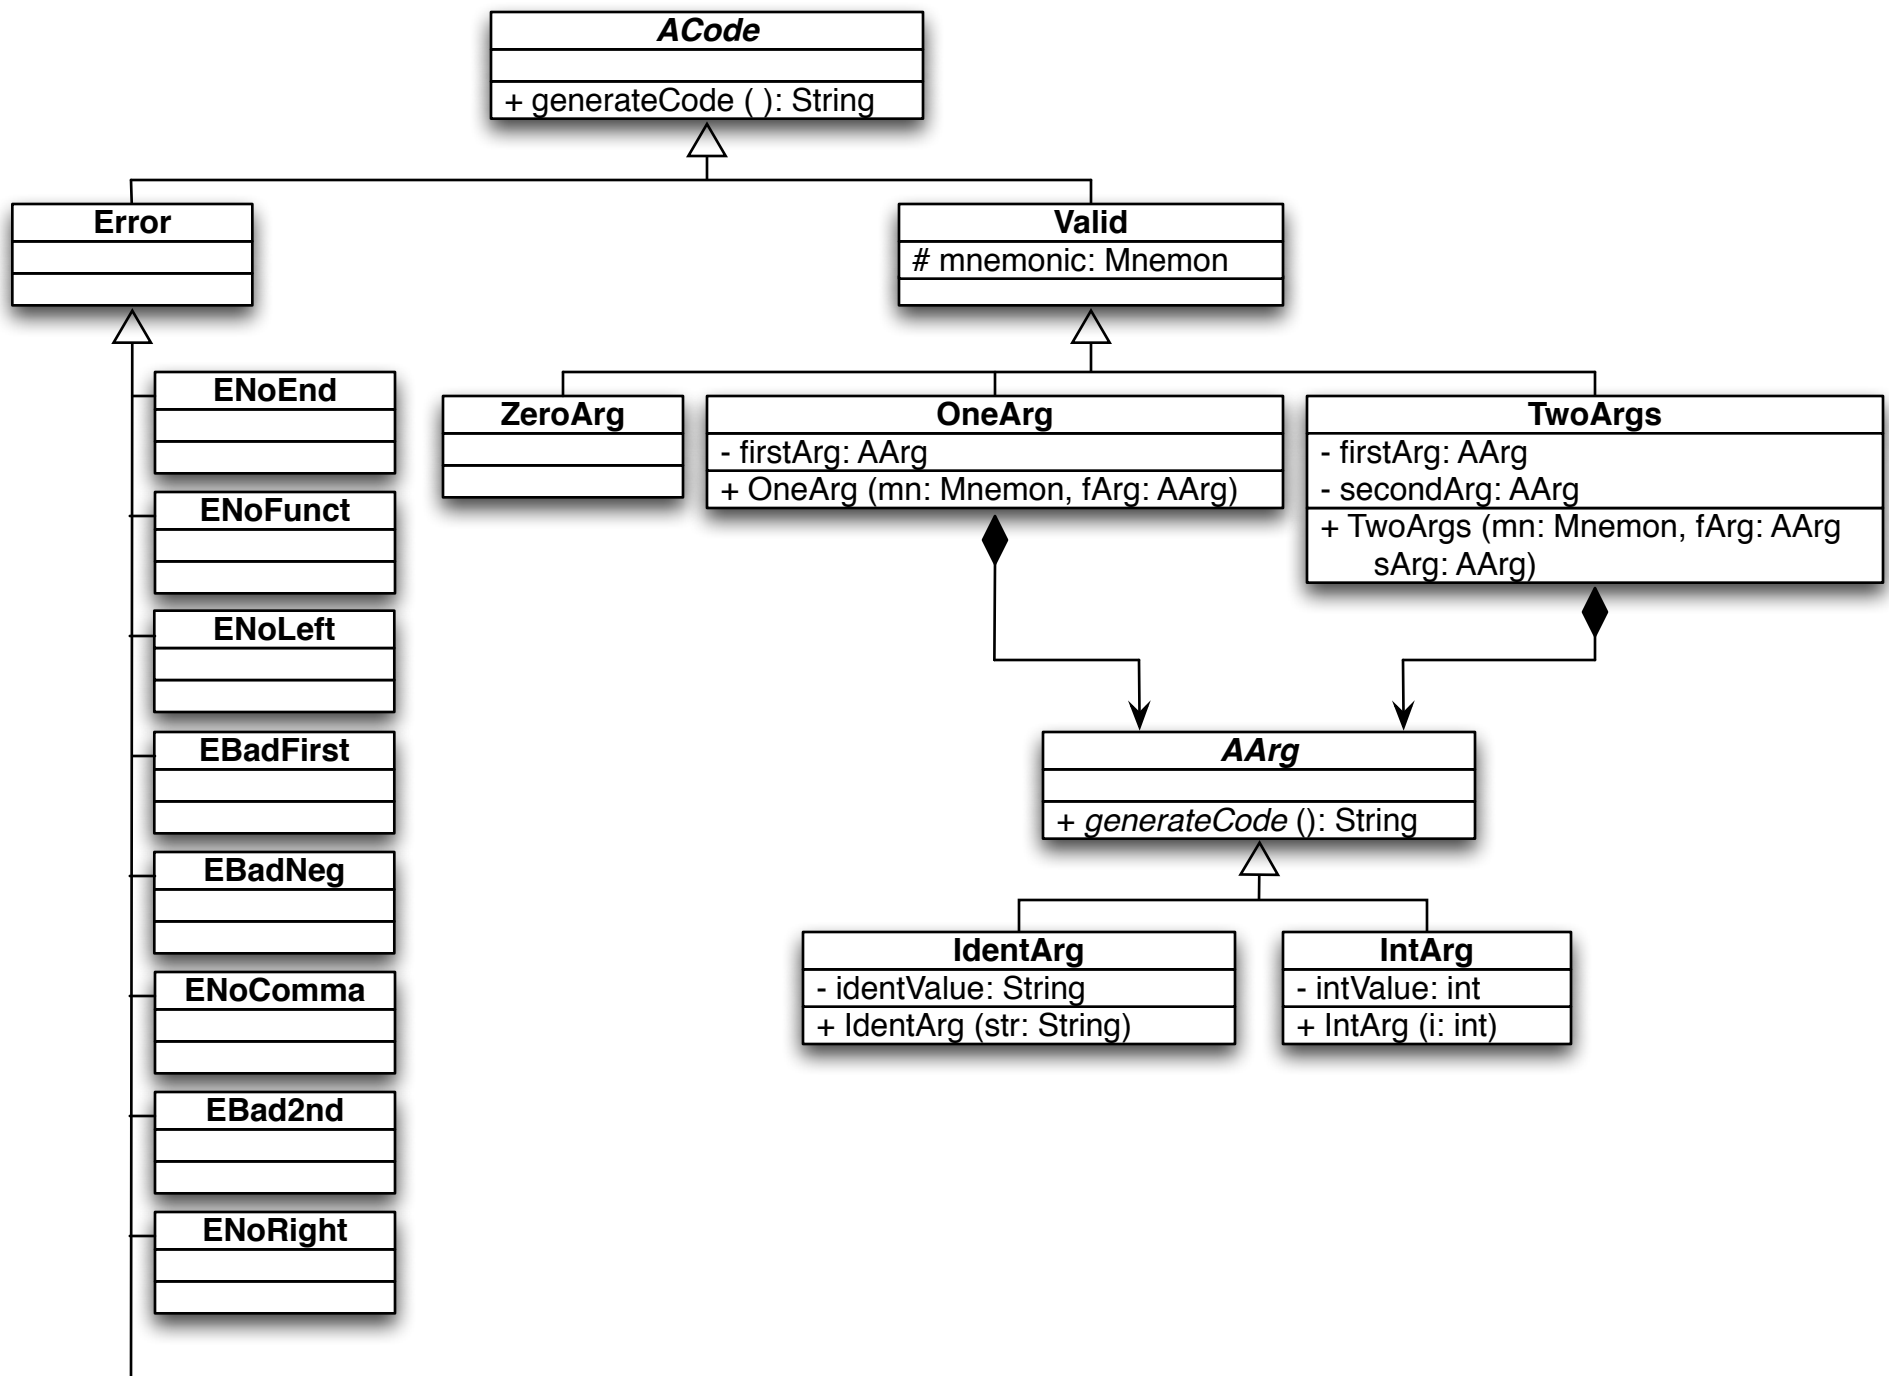 ACode
+ generateCode ( ): String
Error
Valid
# mnemonic: Mnemon
ENoEnd
ENoFunct
ENoLeft
EBadFirst
EBadNeg
ENoComma
EBad2nd
ENoRight
ZeroArg
OneArg
- firstArg: AArg
+ OneArg (mn: Mnemon, fArg: AArg)
TwoArgs
- firstArg: AArg
- secondArg: AArg
+ TwoArgs (mn: Mnemon, fArg: AArg
sArg: AArg)
AArg
+ generateCode (): String
IdentArg
- identValue: String
+ IdentArg (str: String)
IntArg
- intValue: int
+ IntArg (i: int)